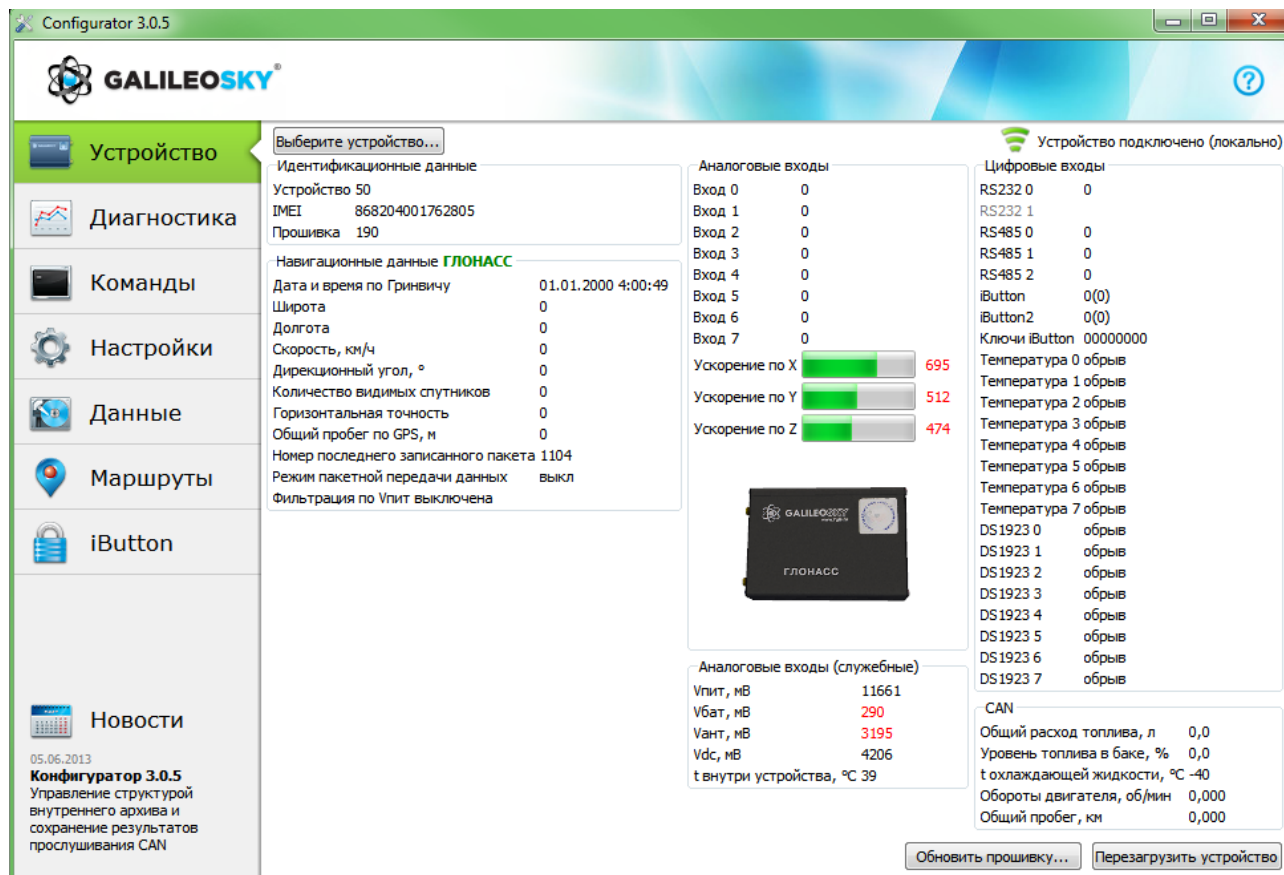 Configurator 3.0.5
GALILEOSKY®
?
Устройство
Диагностика
Команды
Настройки
Данные
Маршруты
iButton
Новости
05.06.2013
Конфигуратор 3.0.5
Управление структурой
внутреннего архива и
сохранение результатов
прослушивания CAN
Выберите устройство...
Устройство подключено (локально)
Идентификационные данные
Устройство 50
IMEI 868204001762805
Прошивка 190
Навигационные данные ГЛОНАСС
Дата и время по Гринвичу 01.01.2000 4:00:49
Широта 0
Долгота 0
Скорость, км/ч 0
Дирекционный угол, ° 0
Количество видимых спутников 0
Горизонтальная точность 0
Общий пробег по GPS, м 0
Номер последнего записанного пакета 1104
Режим пакетной передачи данных выкл
Фильтрация по Vпит выключена
Аналоговые входы
Вход 0 0
Вход 1 0
Вход 2 0
Вход 3 0
Вход 4 0
Вход 5 0
Вход 6 0
Вход 7 0
Ускорение по X 695
Ускорение по Y 512
Ускорение по Z 474
GALILEOSKY
ГЛОНАСС
Аналоговые входы (служебные)
Vпит, мВ 11661
Vбат, мВ 290
Vант, мВ 3195
Vdc, мВ 4206
t внутри устройства, °C 39
Цифровые входы
RS232 0 0
RS232 1
RS485 0 0
RS485 1 0
RS485 2 0
iButton 0(0)
iButton2 0(0)
Ключи iButton 00000000
Температура 0 обрыв
Температура 1 обрыв
Температура 2 обрыв
Температура 3 обрыв
Температура 4 обрыв
Температура 5 обрыв
Температура 6 обрыв
Температура 7 обрыв
DS1923 0 обрыв
DS1923 1 обрыв
DS1923 2 обрыв
DS1923 3 обрыв
DS1923 4 обрыв
DS1923 5 обрыв
DS1923 6 обрыв
DS1923 7 обрыв
CAN
Общий расход топлива, л 0,0
Уровень топлива в баке, % 0,0
t охлаждающей жидкости, °C -40
Обороты двигателя, об/мин 0,000
Общий пробег, км 0,000
Обновить прошивку...
Перезагрузить устройство